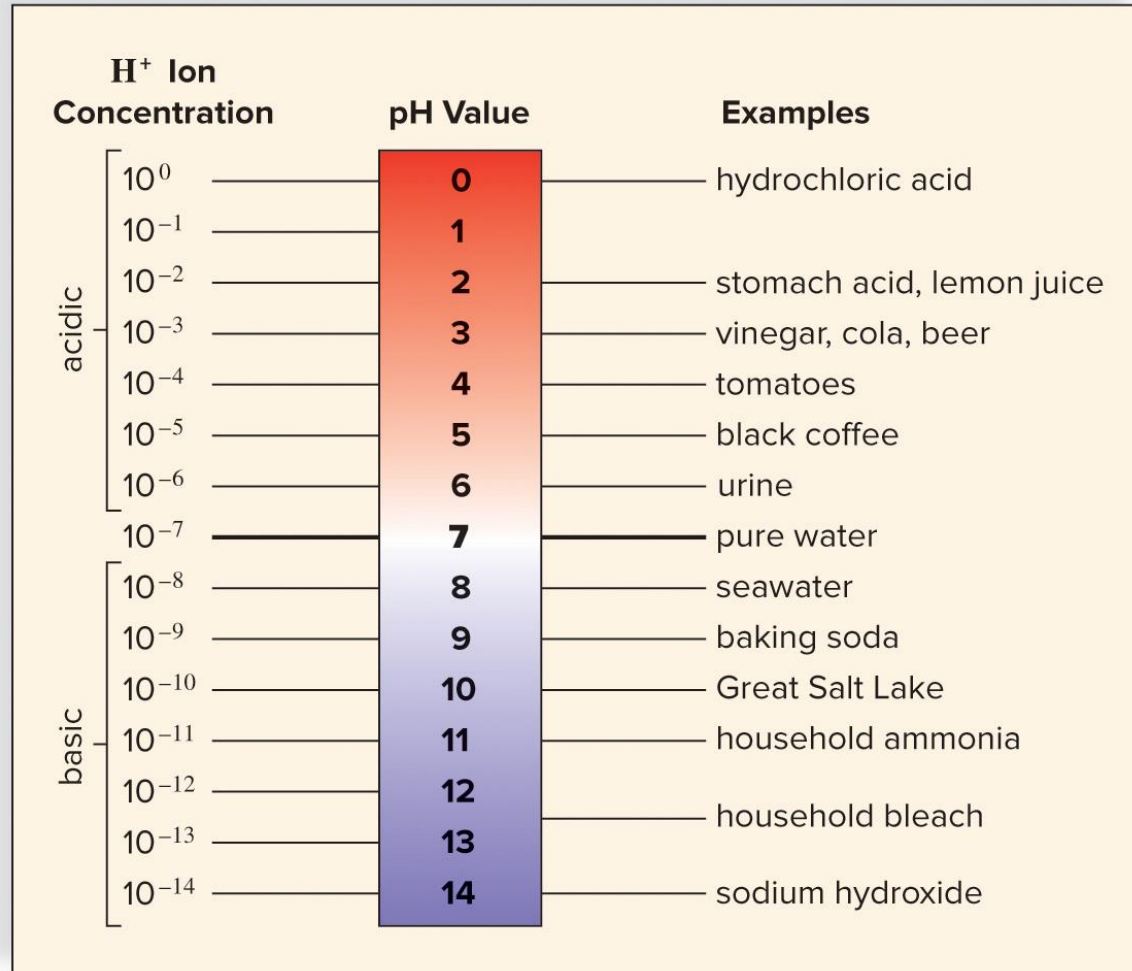 H⁺ Ion
Concentration pH Value Examples
10⁰ 0 hydrochloric acid
10⁻¹ 1
10⁻² 2 stomach acid, lemon juice
acidic
10⁻³ 3 vinegar, cola, beer
10⁻⁴ 4 tomatoes
10⁻⁵ 5 black coffee
10⁻⁶ 6 urine
10⁻⁷ 7 pure water
10⁻⁸ 8 seawater
10⁻⁹ 9 baking soda
10⁻¹⁰ 10 Great Salt Lake
basic
10⁻¹¹ 11 household ammonia
10⁻¹² 12
household bleach
10⁻¹³ 13
10⁻¹⁴ 14 sodium hydroxide